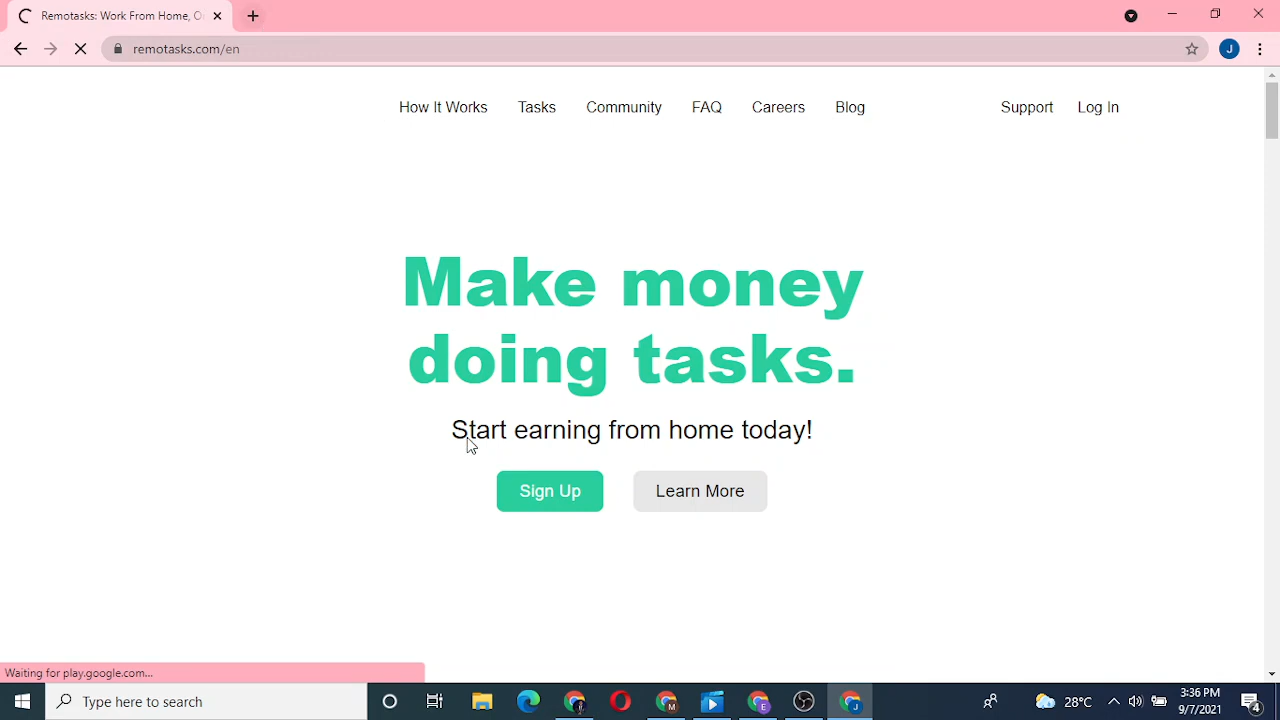 Remotasks: Work From Home, O
remotasks.com/en
J
How It Works Tasks Community FAQ Careers Blog Support Log In
Make money
doing tasks.
Start earning from home today!
Sign Up Learn More
Waiting for play.google.com...
Type here to search
M
E
J
28°C
3:36 PM
9/7/2021
4